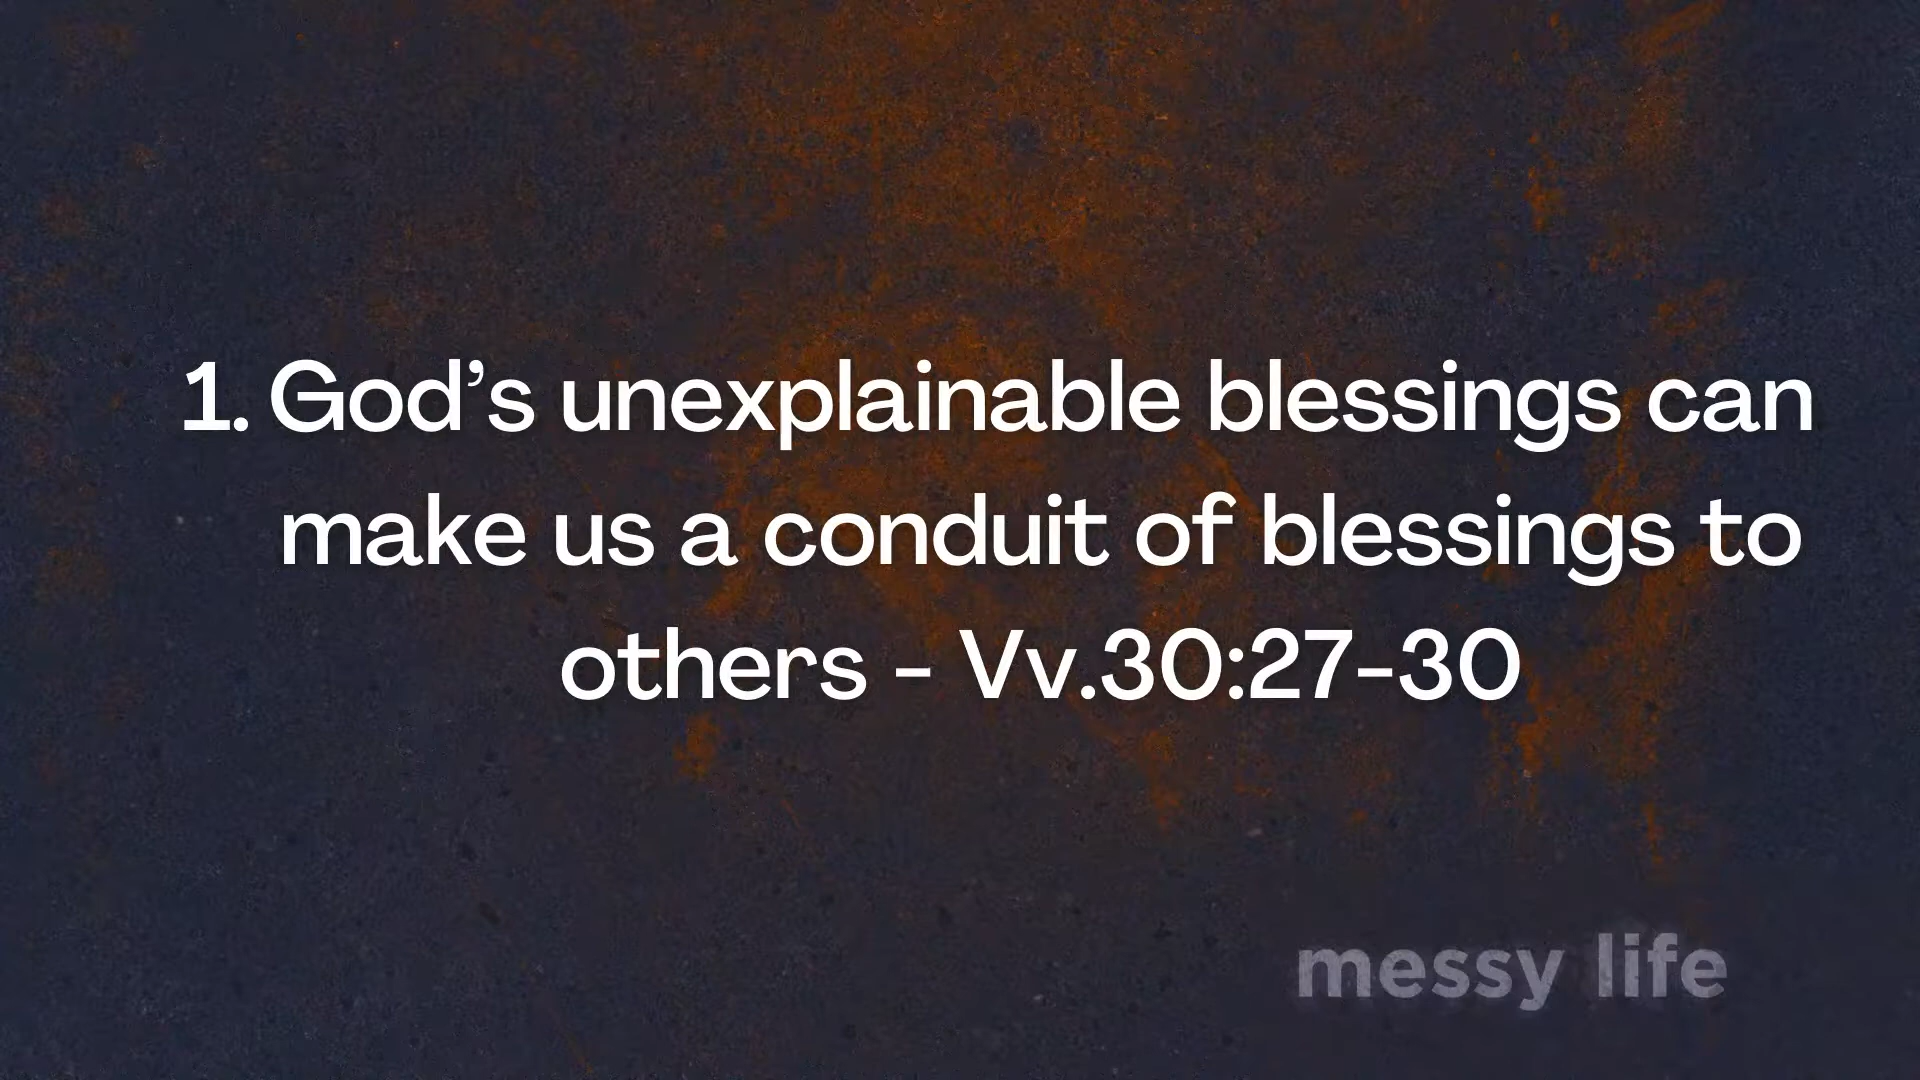 1. God’s unexplainable blessings can
make us a conduit of blessings to
others - Vv.30:27-30
messy life